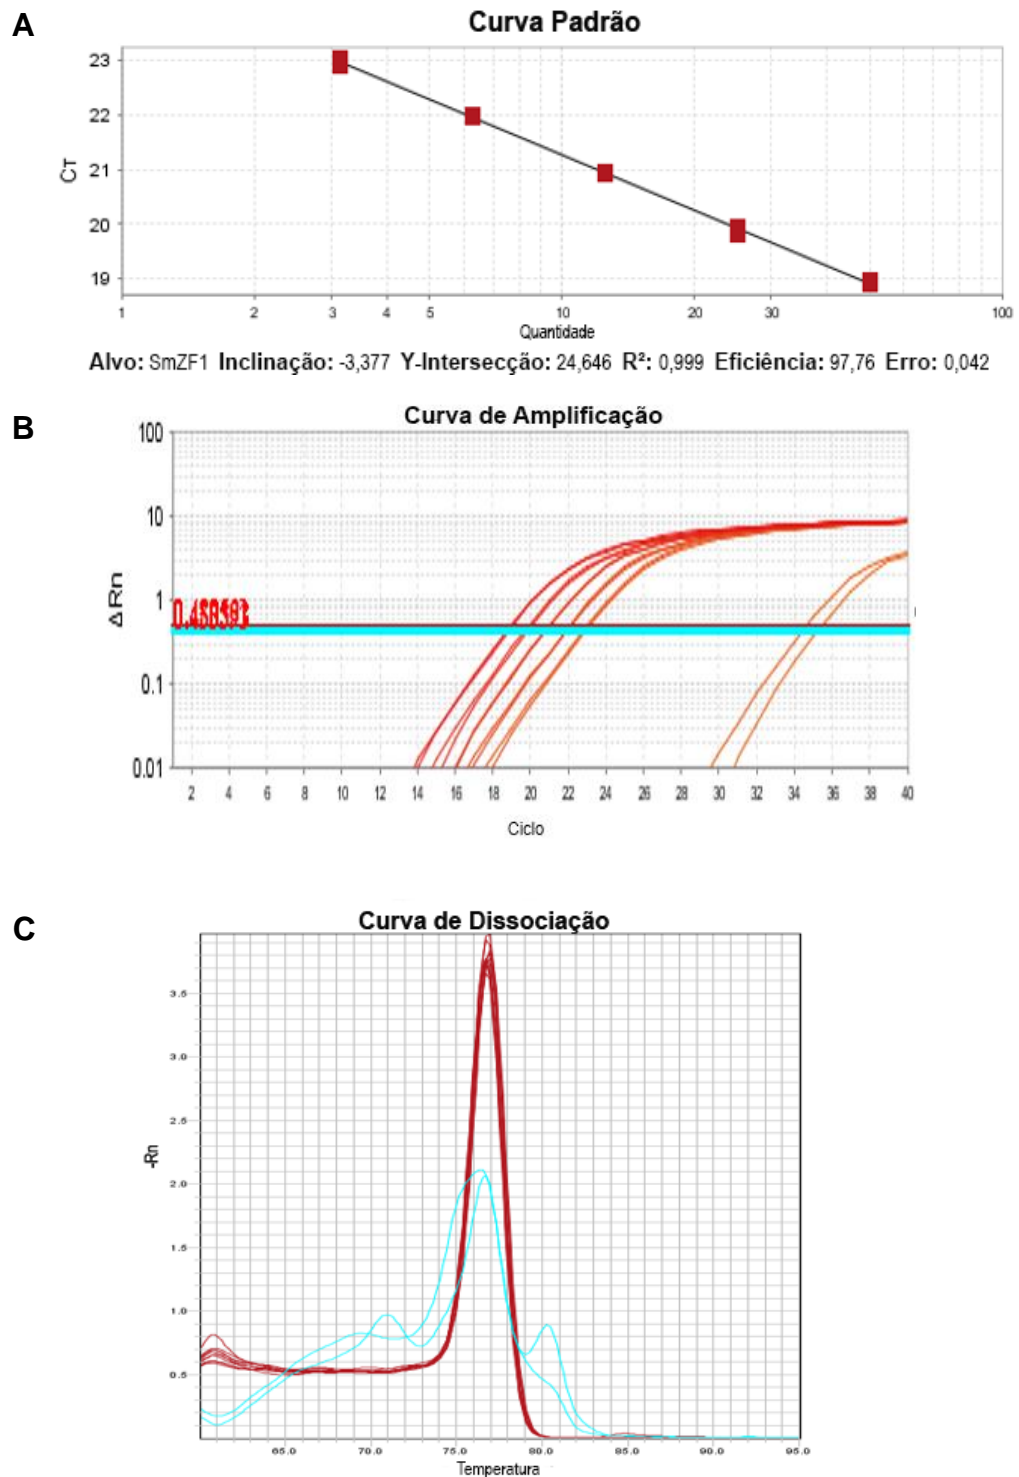 A
Curva Padrão
23
22
21
20
19
CT
1 2 3 4 5 10 20 30 100
Quantidade
Alvo: SmZF1 Inclinação: -3,377 Y-Intersecção: 24,646 R²: 0,999 Eficiência: 97,76 Erro: 0,042
B
Curva de Amplificação
100
10
1
0.1
0.01
ΔRn
2 4 6 8 10 12 14 16 18 20 22 24 26 28 30 32 34 36 38 40
Ciclo
C
Curva de Dissociação
3.5
3.0
2.5
2.0
1.5
1.0
0.5
-Rn
65.0 70.0 75.0 80.0 85.0 90.0 95.0
Temperatura